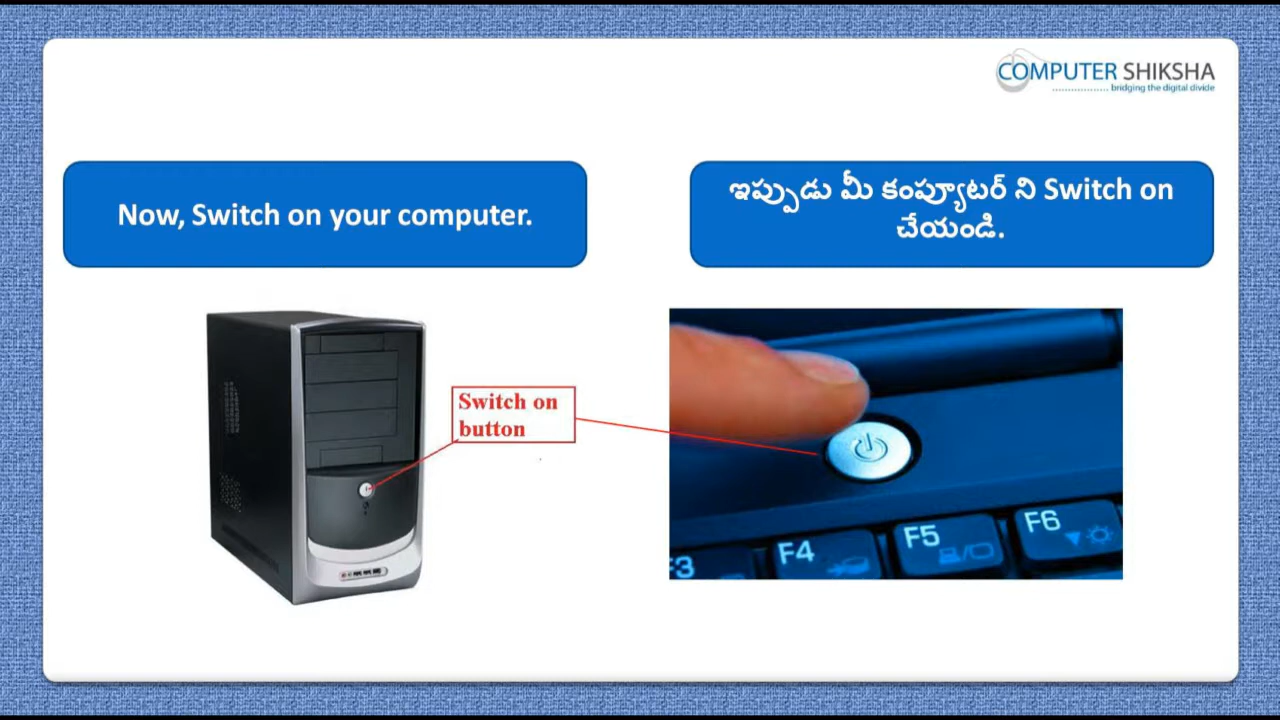 COMPUTER SHIKSHA
bridging the digital divide
Now, Switch on your computer.
ఇప్పుడు మీ కంప్యూటర్ ని Switch on
చేయండి.
Switch on
button
F3
F4
F5
F6